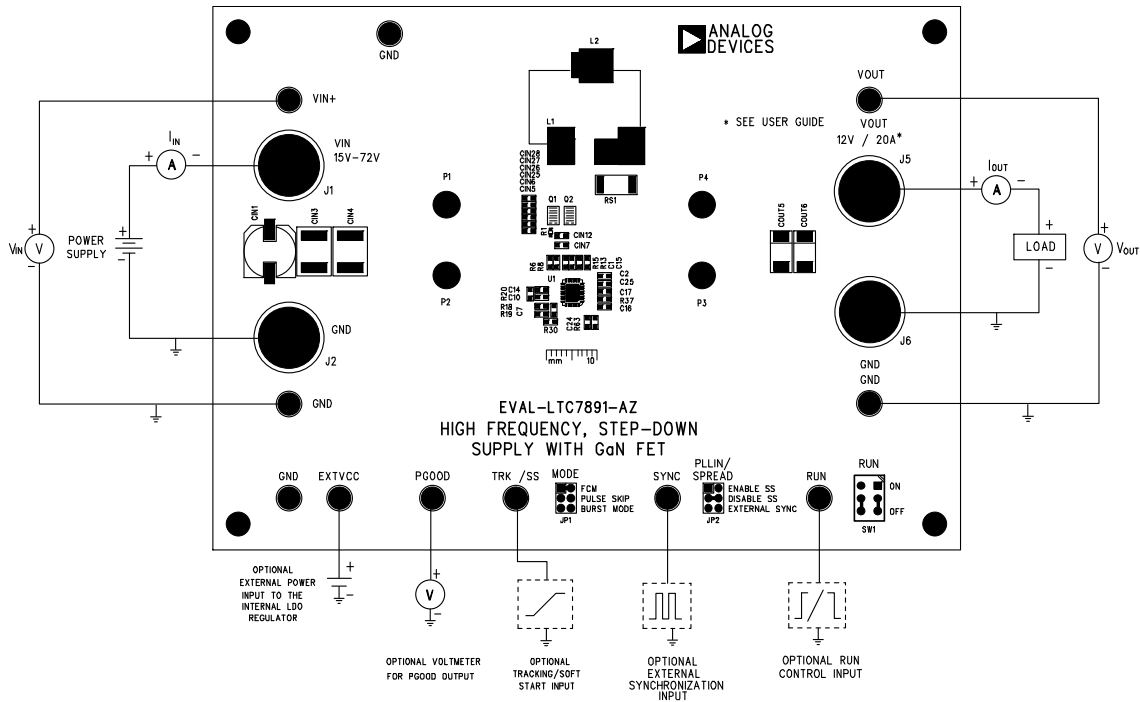 ANALOG
DEVICES
GND
L2
VIN+
L1
* SEE USER GUIDE
VOUT
VOUT
12V / 20A*
I_IN
+ A -
VIN
15V-72V
J1
CIN28
CIN27
CIN26
CIN25
CIN6
CIN5
P1
P4
RS1
J5
I_OUT
+ A -
CIN1
CIN3
CIN4
Q1 Q2
R1
CIN12
CIN7
COUT5
COUT6
V_IN
+
V
-
POWER
SUPPLY
+
-
+
LOAD
-
+
V
-
V_OUT
R6
R8
R15
R13
C1
C15
U1
C2
C25
C17
R37
C16
R20 C14
C10
R18 C7
R19
R30
C24
R63
P2
P3
GND
J2
J6
GND
GND
GND
mm 10
EVAL-LTC7891-AZ
HIGH FREQUENCY, STEP-DOWN
SUPPLY WITH GaN FET
GND
EXTVCC
PGOOD
TRK /SS
MODE
FCM
PULSE SKIP
BURST MODE
JP1
SYNC
PLLIN/
SPREAD
ENABLE SS
DISABLE SS
EXTERNAL SYNC
JP2
RUN
RUN
ON
OFF
SW1
OPTIONAL
EXTERNAL POWER
INPUT TO THE
INTERNAL LDO
REGULATOR
+
-
+
V
-
OPTIONAL VOLTMETER
FOR PGOOD OUTPUT
OPTIONAL
TRACKING/SOFT
START INPUT
OPTIONAL
EXTERNAL
SYNCHRONIZATION
INPUT
OPTIONAL RUN
CONTROL INPUT